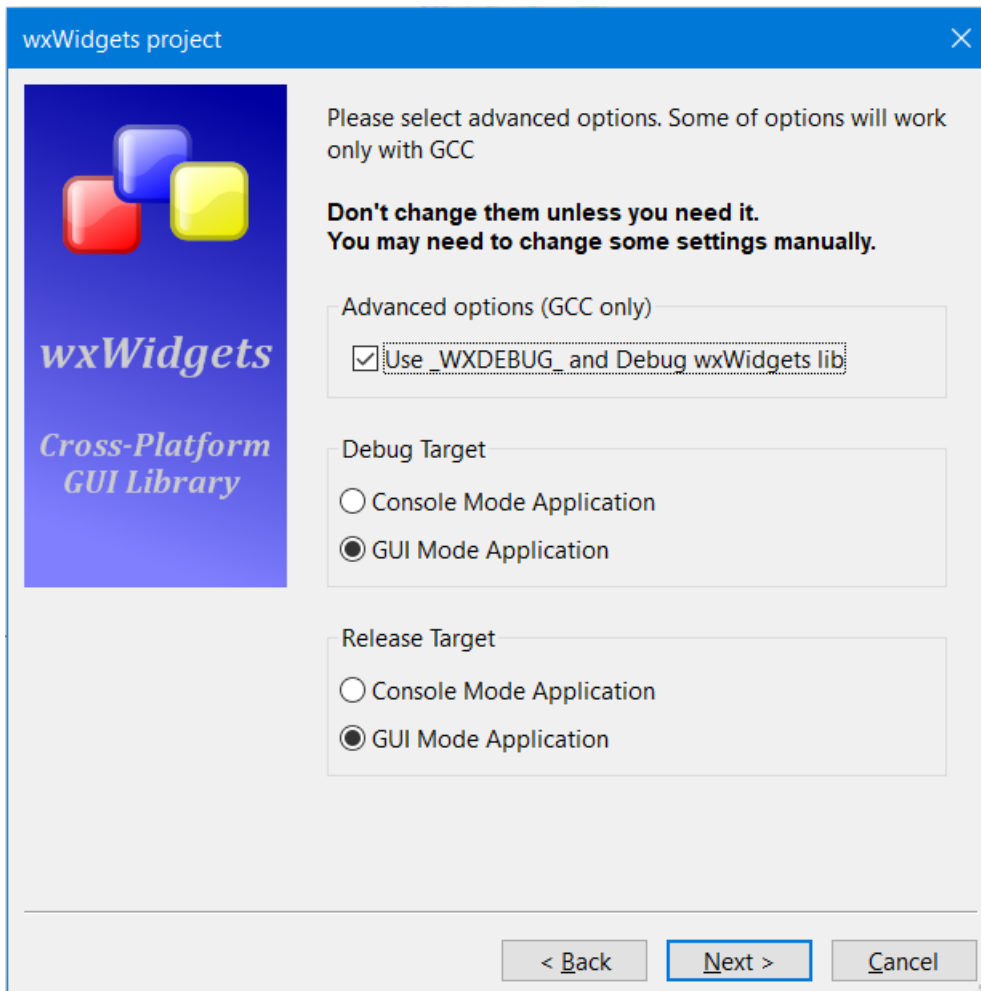 wxWidgets project
Please select advanced options. Some of options will work
only with GCC
Don't change them unless you need it.
You may need to change some settings manually.
Advanced options (GCC only)
Use _WXDEBUG_ and Debug wxWidgets lib
wxWidgets
Cross-Platform
GUI Library
Debug Target
Console Mode Application
GUI Mode Application
Release Target
Console Mode Application
GUI Mode Application
< Back
Next >
Cancel